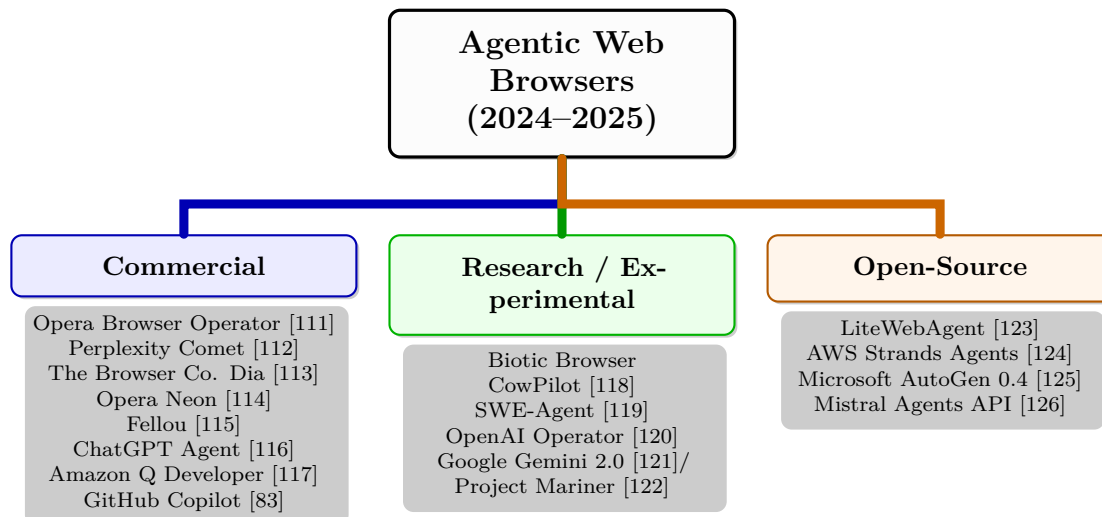 Agentic Web
Browsers
(2024–2025)
Commercial
Opera Browser Operator [111]
Perplexity Comet [112]
The Browser Co. Dia [113]
Opera Neon [114]
Fellou [115]
ChatGPT Agent [116]
Amazon Q Developer [117]
GitHub Copilot [83]
Research / Ex-
perimental
Biotic Browser
CowPilot [118]
SWE-Agent [119]
OpenAI Operator [120]
Google Gemini 2.0 [121]/
Project Mariner [122]
Open-Source
LiteWebAgent [123]
AWS Strands Agents [124]
Microsoft AutoGen 0.4 [125]
Mistral Agents API [126]